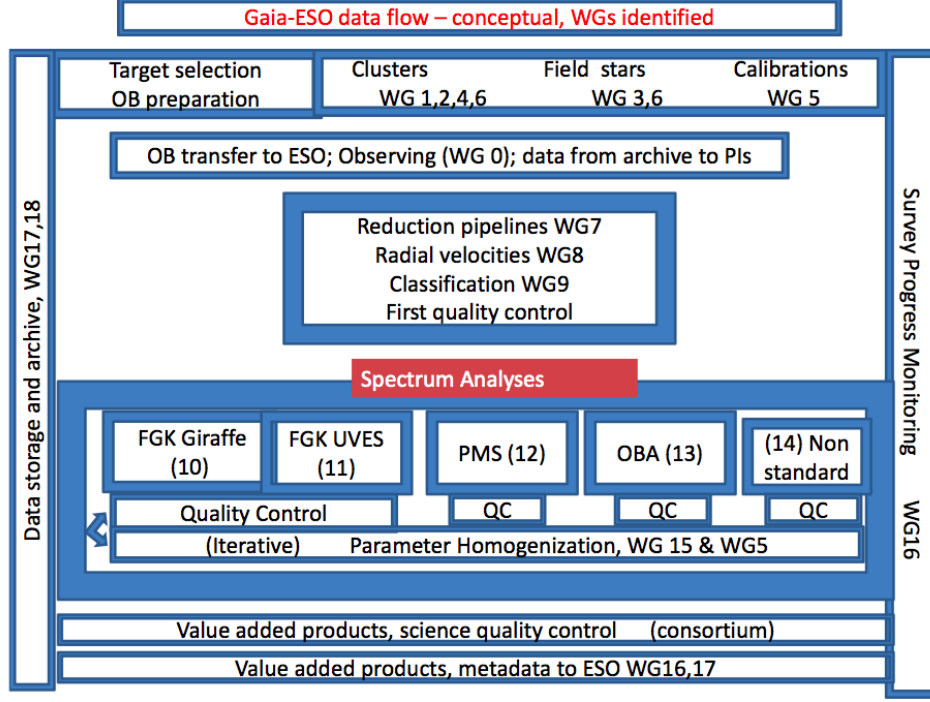 Gaia-ESO data flow – conceptual, WGs identified
Target selection
OB preparation
Clusters Field stars Calibrations
WG 1,2,4,6 WG 3,6 WG 5
OB transfer to ESO; Observing (WG 0); data from archive to PIs
Reduction pipelines WG7
Radial velocities WG8
Classification WG9
First quality control
Data storage and archive, WG17,18
Survey Progress Monitoring WG16
Spectrum Analyses
FGK Giraffe
(10)
FGK UVES
(11)
PMS (12)
OBA (13)
(14) Non
standard
Quality Control
QC
QC
QC
(Iterative) Parameter Homogenization, WG 15 & WG5
Value added products, science quality control (consortium)
Value added products, metadata to ESO WG16,17